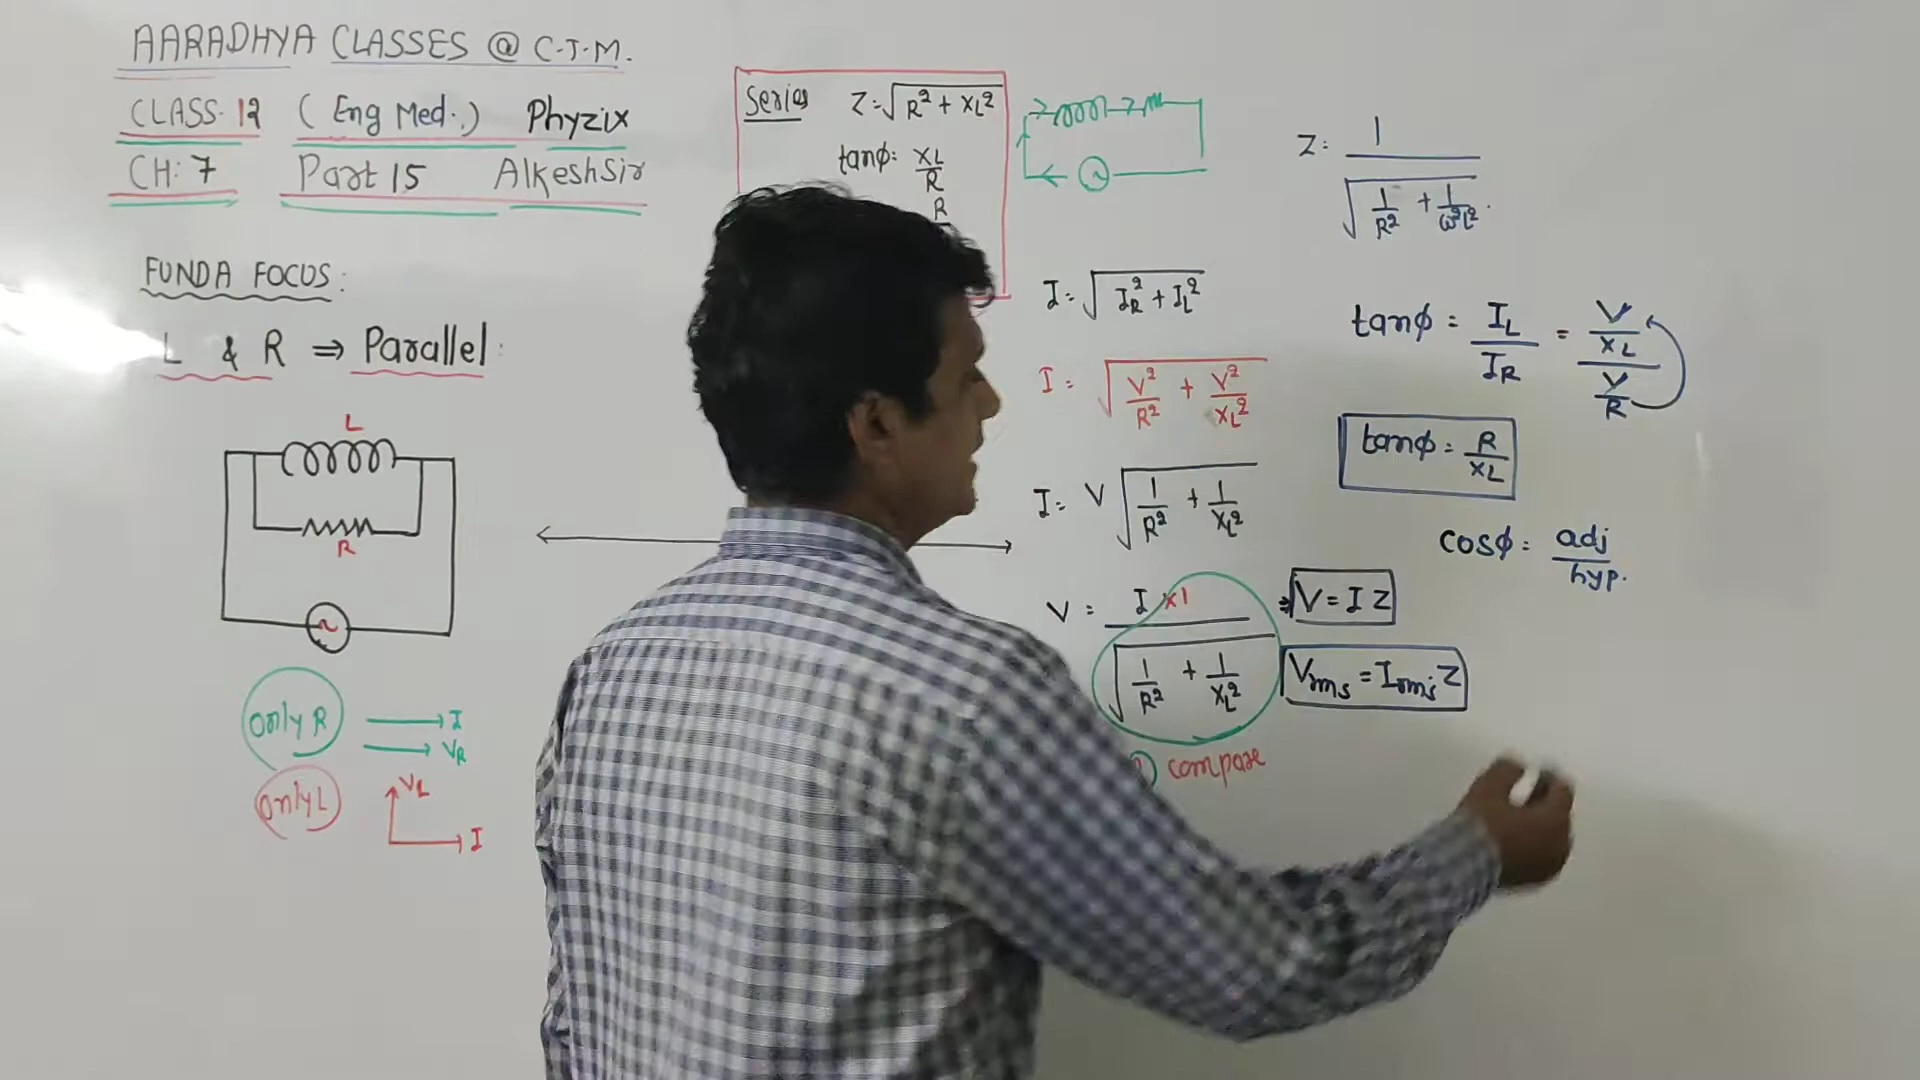 AARADHYA CLASSES @ C.J.M.
CLASS. 12 (Eng Med.) Phyzix
CH: 7 Part 15 AlkeshSir
FUNDA FOCUS:
L & R ⇒ Parallel:
L
R
~
only R → I
→ VR
only L VL
I
Series Z = √(R² + XL²)
tanφ: XL/R
R
~
I = √(IR² + IL²)
I = √(V²/R² + V²/XL²)
I = V √(1/R² + 1/XL²)
V = I ×1 / √(1/R² + 1/XL²)
compare
⇒ V = I Z
Vrms = Irms Z
Z = 1 / √(1/R² + 1/ω²L²).
tanφ = IL/IR = (V/XL)/(V/R)
tanφ = R/XL
cosφ = adj/hyp.